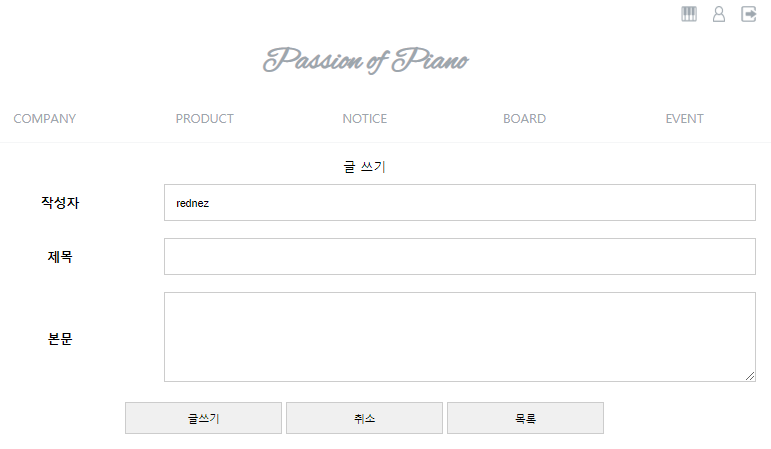 Passion of Piano
COMPANY PRODUCT NOTICE BOARD EVENT
글 쓰기
작성자 rednez
제목
본문
글쓰기 취소 목록